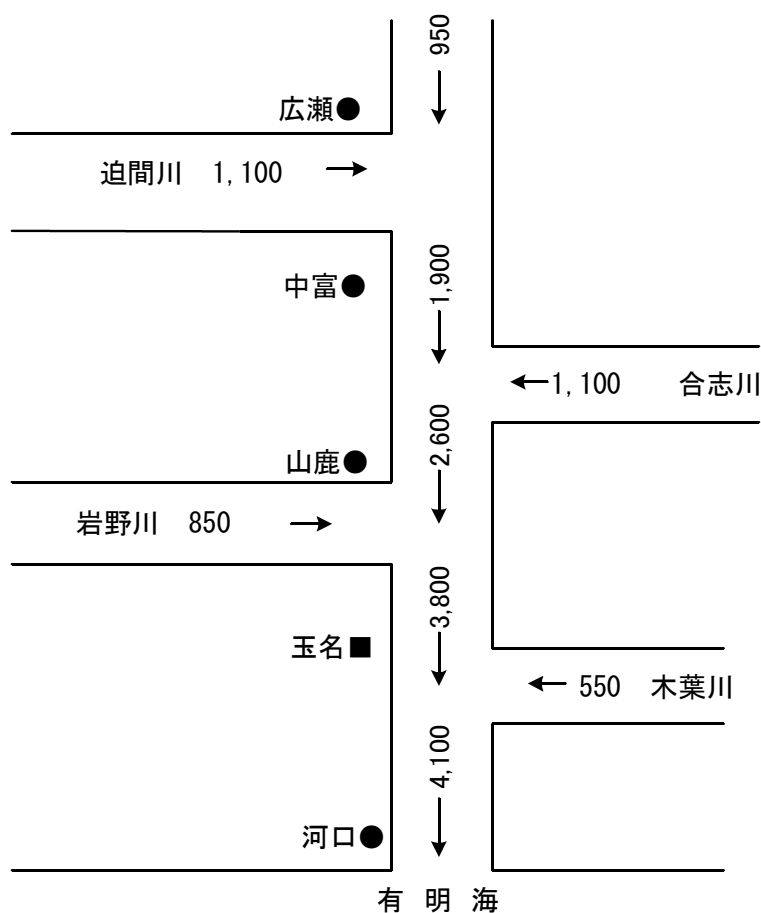 950
広瀬●
迫間川 1,100 →
1,900
中富●
←1,100 合志川
2,600
山鹿●
岩野川 850 →
3,800
玉名■
← 550 木葉川
4,100
河口●
有 明 海